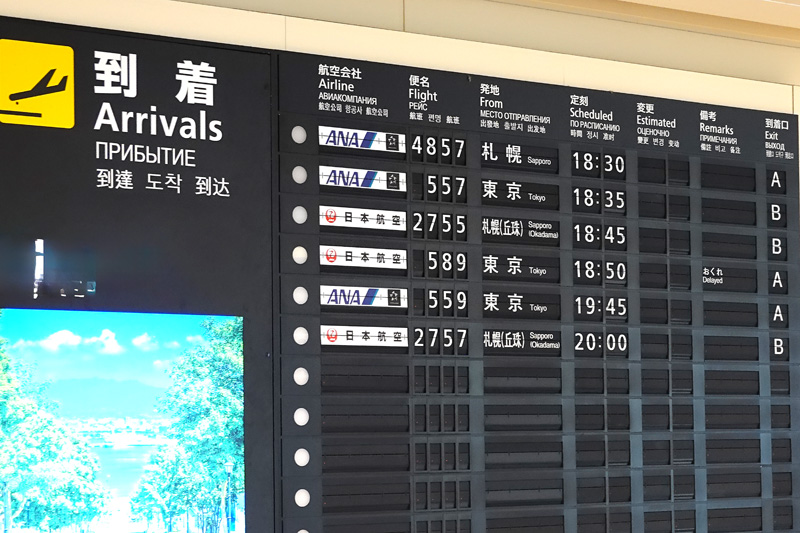 到着
Arrivals
ПРИБЫТИЕ
到達 도착 到达
航空会社 便名 発地 定刻 変更 備考 到着口
Airline Flight From Scheduled Estimated Remarks Exit
АВИАКОМПАНИЯ РЕЙС МЕСТО ОТПРАВЛЕНИЯ ПО РАСПИСАНИЮ ОЦЕНОЧНО ПРИМЕЧАНИЯ ВЫХОД
航空公司 항공사 航空公司 航班 편명 航班 出發地 출발지 出发地 時間 정시 准时 變更 변경 变动 備註 비고 备注
ANA 4857 札幌 Sapporo 18:30 A
ANA 557 東京 Tokyo 18:35 B
日本航空 2755 札幌(丘珠) Sapporo (Okadama) 18:45 B
日本航空 589 東京 Tokyo 18:50 おくれ Delayed A
ANA 559 東京 Tokyo 19:45 A
日本航空 2757 札幌(丘珠) Sapporo (Okadama) 20:00 B